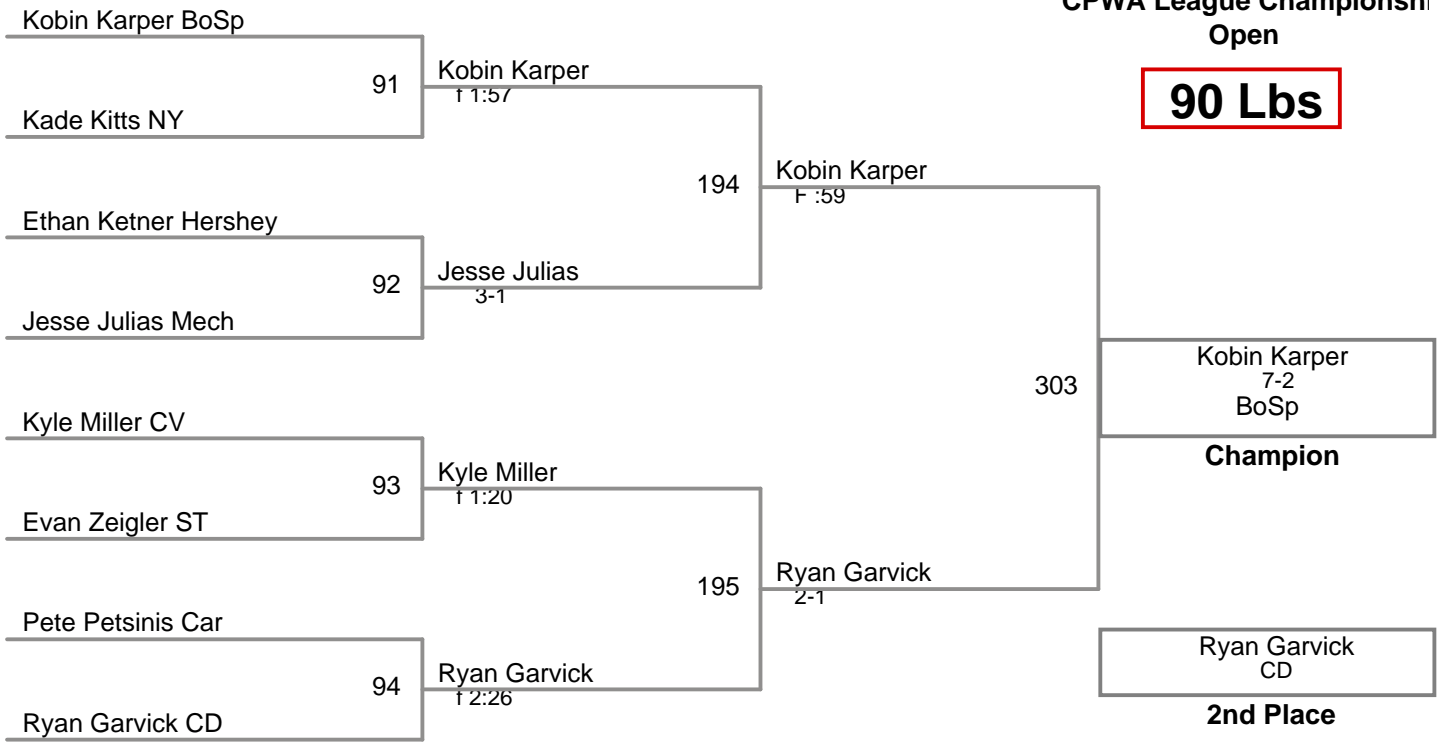 CPWA League Championshi
Open
90 Lbs
Kobin Karper BoSp
91
Kade Kitts NY
Kobin Karper
f 1:57
194
Ethan Ketner Hershey
92
Jesse Julias Mech
Jesse Julias
3-1
Kobin Karper
F :59
303
Kyle Miller CV
93
Evan Zeigler ST
Kyle Miller
f 1:20
195
Pete Petsinis Car
94
Ryan Garvick CD
Ryan Garvick
f 2:26
Ryan Garvick
2-1
Kobin Karper
7-2
BoSp
Champion
Ryan Garvick
CD
2nd Place